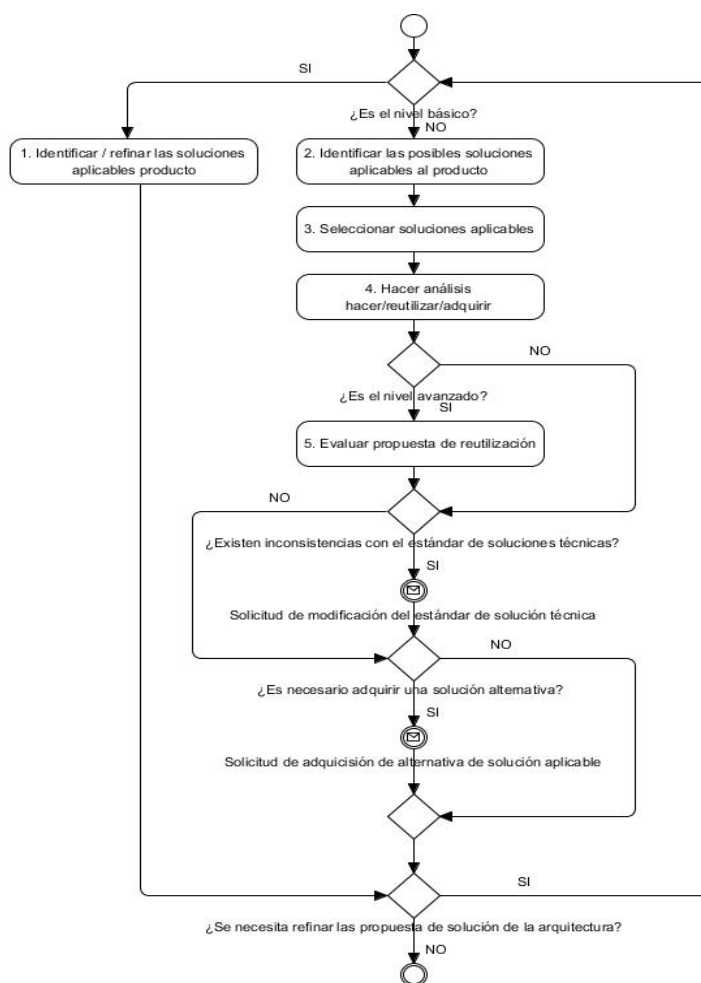 SI
¿Es el nivel básico?
NO
1. Identificar / refinar las soluciones
aplicables producto
2. Identificar las posibles soluciones
aplicables al producto
3. Seleccionar soluciones aplicables
4. Hacer análisis
hacer/reutilizar/adquirir
NO
¿Es el nivel avanzado?
SI
5. Evaluar propuesta de reutilización
NO
¿Existen inconsistencias con el estándar de soluciones técnicas?
SI
Solicitud de modificación del estándar de solución técnica
NO
¿Es necesario adquirir una solución alternativa?
SI
Solicitud de adquicisión de alternativa de solución aplicable
SI
¿Se necesita refinar las propuesta de solución de la arquitectura?
NO